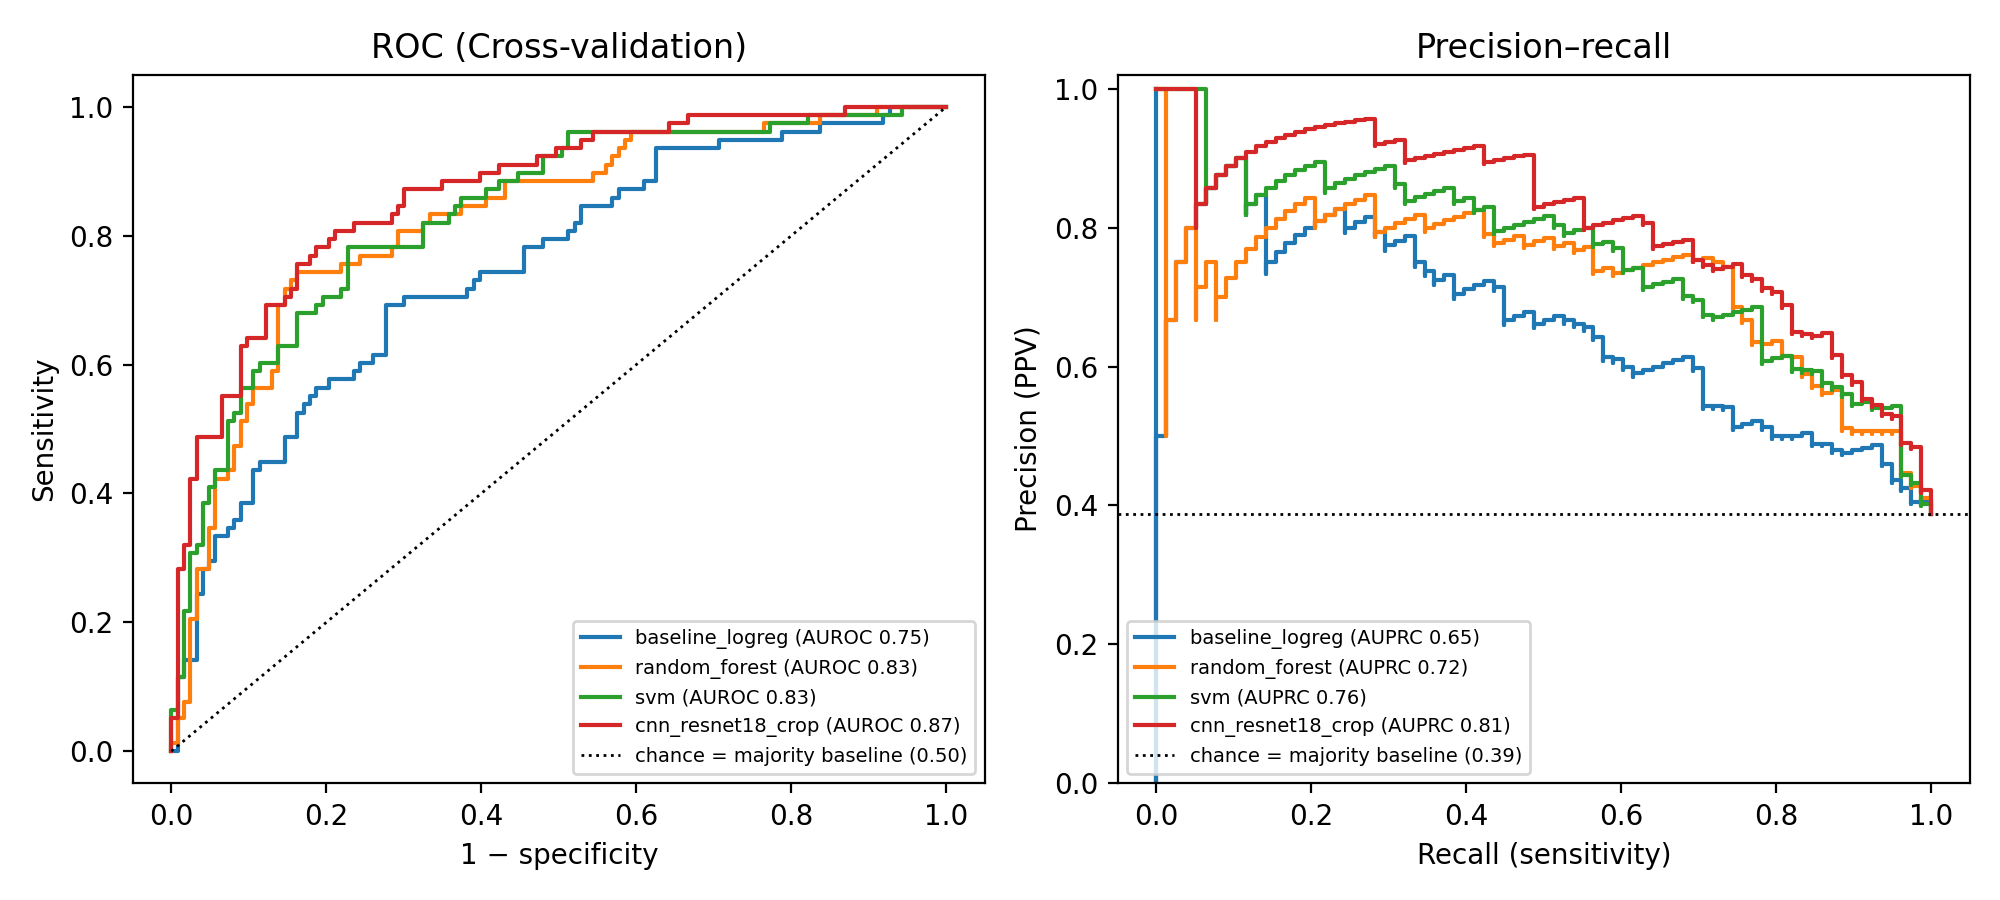 ROC (Cross-validation)
Sensitivity
1.0
0.8
0.6
0.4
0.2
0.0
0.0 0.2 0.4 0.6 0.8 1.0
1 − specificity
baseline_logreg (AUROC 0.75)
random_forest (AUROC 0.83)
svm (AUROC 0.83)
cnn_resnet18_crop (AUROC 0.87)
chance = majority baseline (0.50)
Precision–recall
Precision (PPV)
1.0
0.8
0.6
0.4
0.2
0.0
0.0 0.2 0.4 0.6 0.8 1.0
Recall (sensitivity)
baseline_logreg (AUPRC 0.65)
random_forest (AUPRC 0.72)
svm (AUPRC 0.76)
cnn_resnet18_crop (AUPRC 0.81)
chance = majority baseline (0.39)